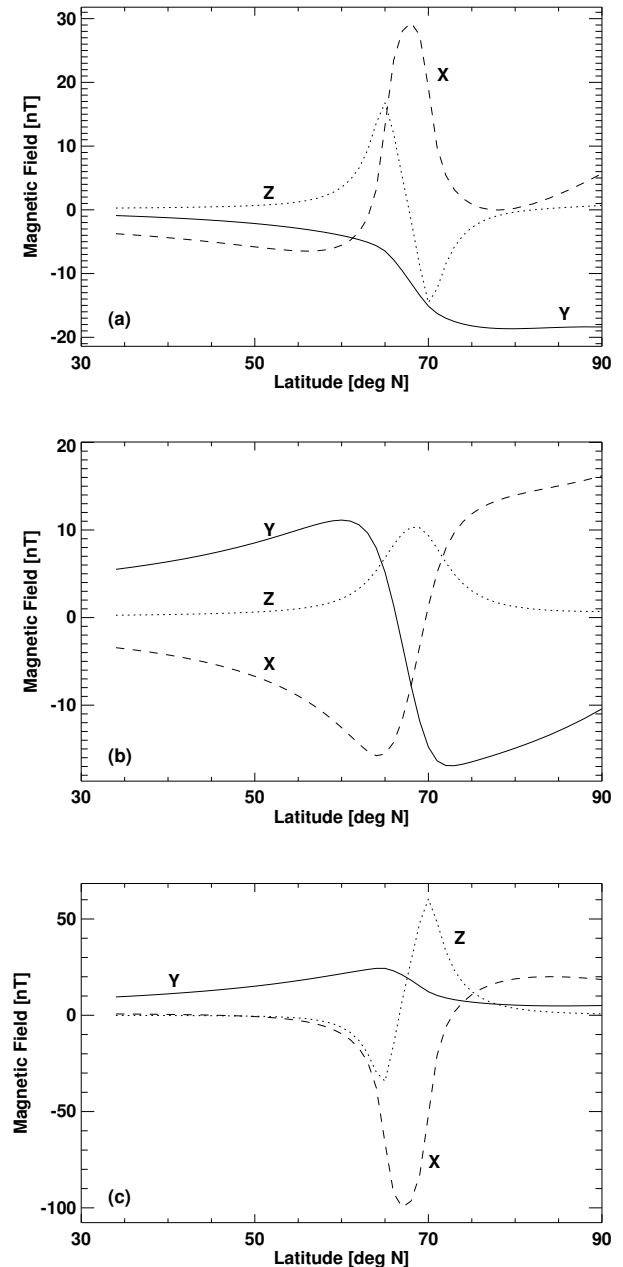 30
20
10
0
-10
-20
Magnetic Field [nT]
X
Z
Y
(a)
30 50 70 90
Latitude [deg N]
20
10
0
-10
Magnetic Field [nT]
Y
Z
X
(b)
30 50 70 90
Latitude [deg N]
50
0
-50
-100
Magnetic Field [nT]
Y
Z
X
(c)
30 50 70 90
Latitude [deg N]